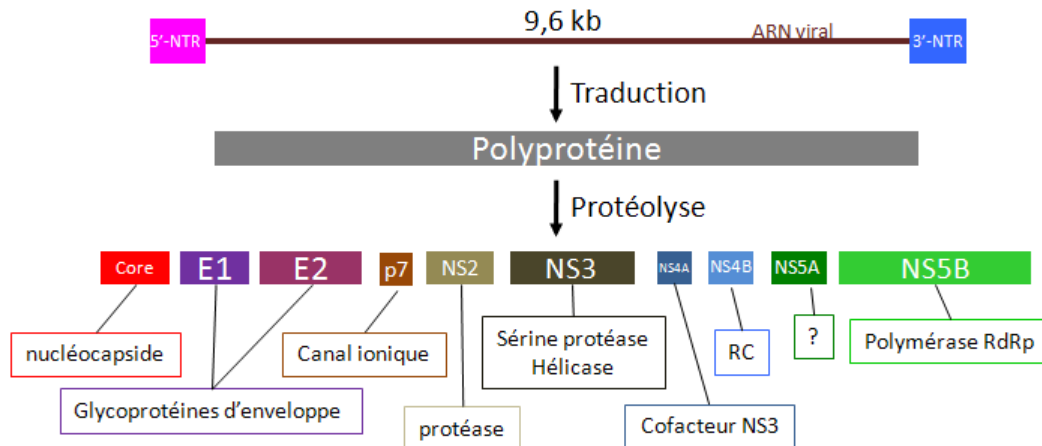 9,6 kb
5'-NTR
ARN viral
3'-NTR
Traduction
Polyprotéine
Protéolyse
Core
E1
E2
p7
NS2
NS3
NS4A
NS4B
NS5A
NS5B
nucléocapside
Glycoprotéines d'enveloppe
Canal ionique
protéase
Sérine protéase
Hélicase
Cofacteur NS3
RC
?
Polymérase RdRp